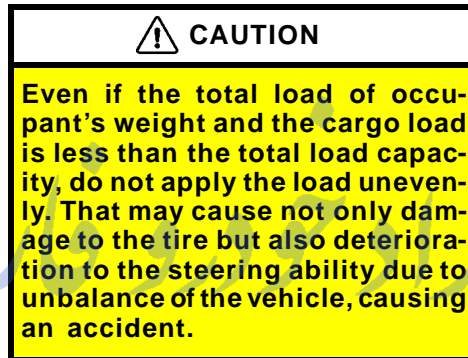 CAUTION
Even if the total load of occu-
pant's weight and the cargo load
is less than the total load capac-
ity, do not apply the load uneven-
ly. That may cause not only dam-
age to the tire but also deteriora-
tion to the steering ability due to
unbalance of the vehicle, causing
an accident.